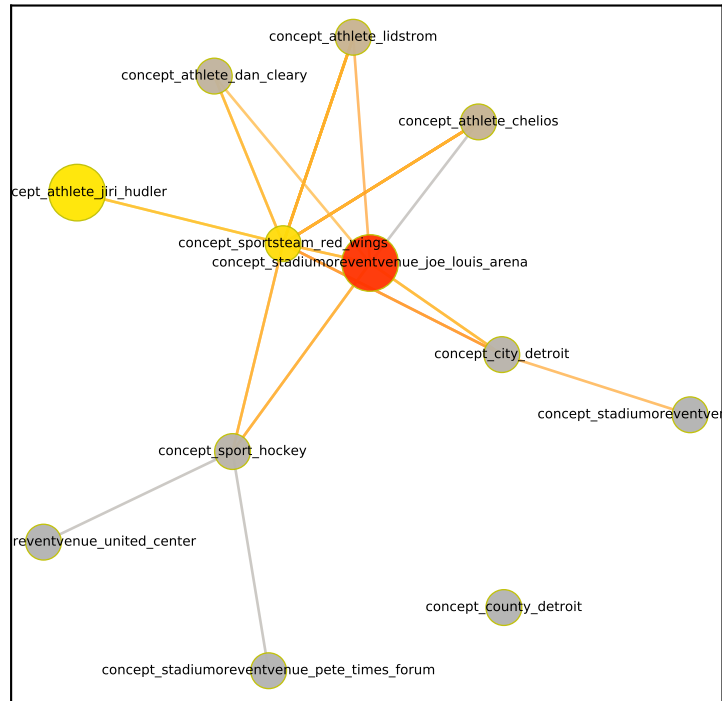 concept_athlete_lidstrom
concept_athlete_dan_cleary
concept_athlete_chelios
cept_athlete_jiri_hudler
concept_sportsteam_red_wings
concept_stadiumoreventvenue_joe_louis_arena
concept_city_detroit
concept_stadiumoreventver
concept_sport_hockey
reventvenue_united_center
concept_county_detroit
concept_stadiumoreventvenue_pete_times_forum